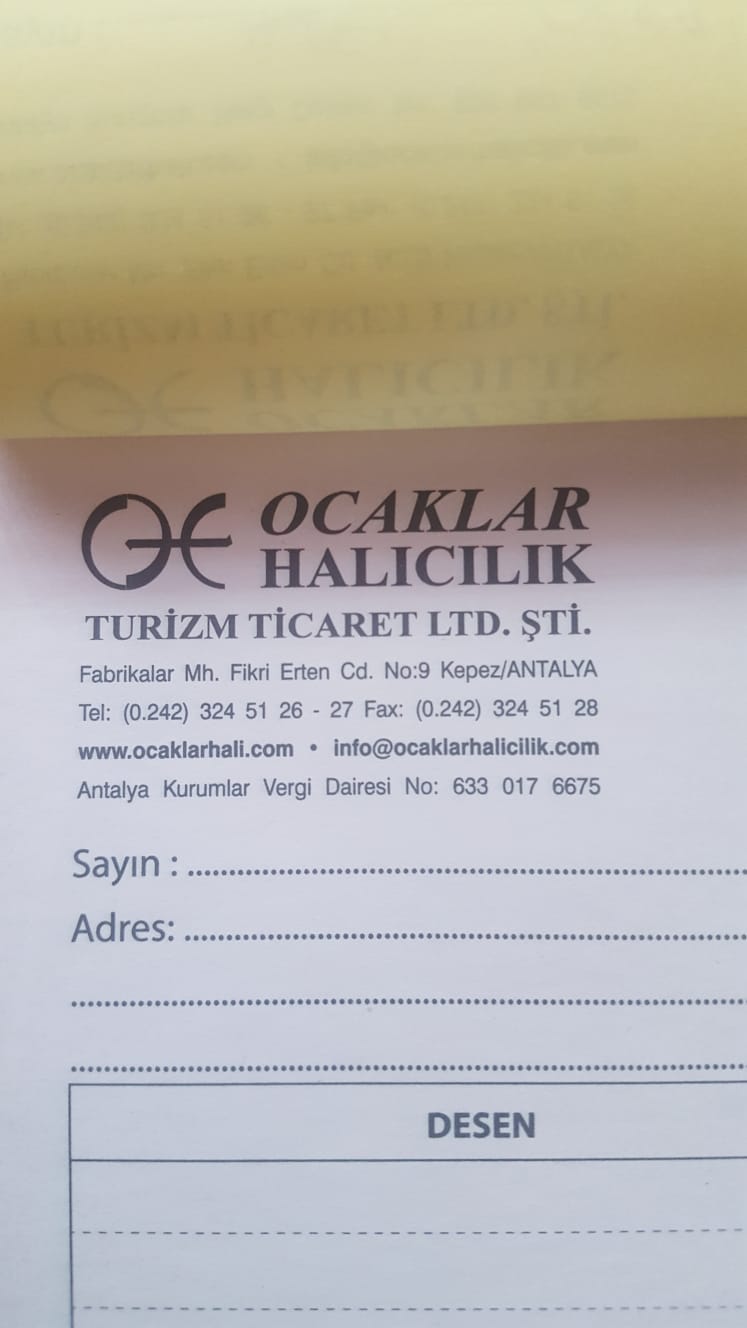 OCAKLAR
HALICILIK
TURİZM TİCARET LTD. ŞTİ.
Fabrikalar Mh. Fikri Erten Cd. No:9 Kepez/ANTALYA
Tel: (0.242) 324 51 26 - 27 Fax: (0.242) 324 51 28
www.ocaklarhali.com • info@ocaklarhalicilik.com
Antalya Kurumlar Vergi Dairesi No: 633 017 6675
Sayın :
Adres:
DESEN